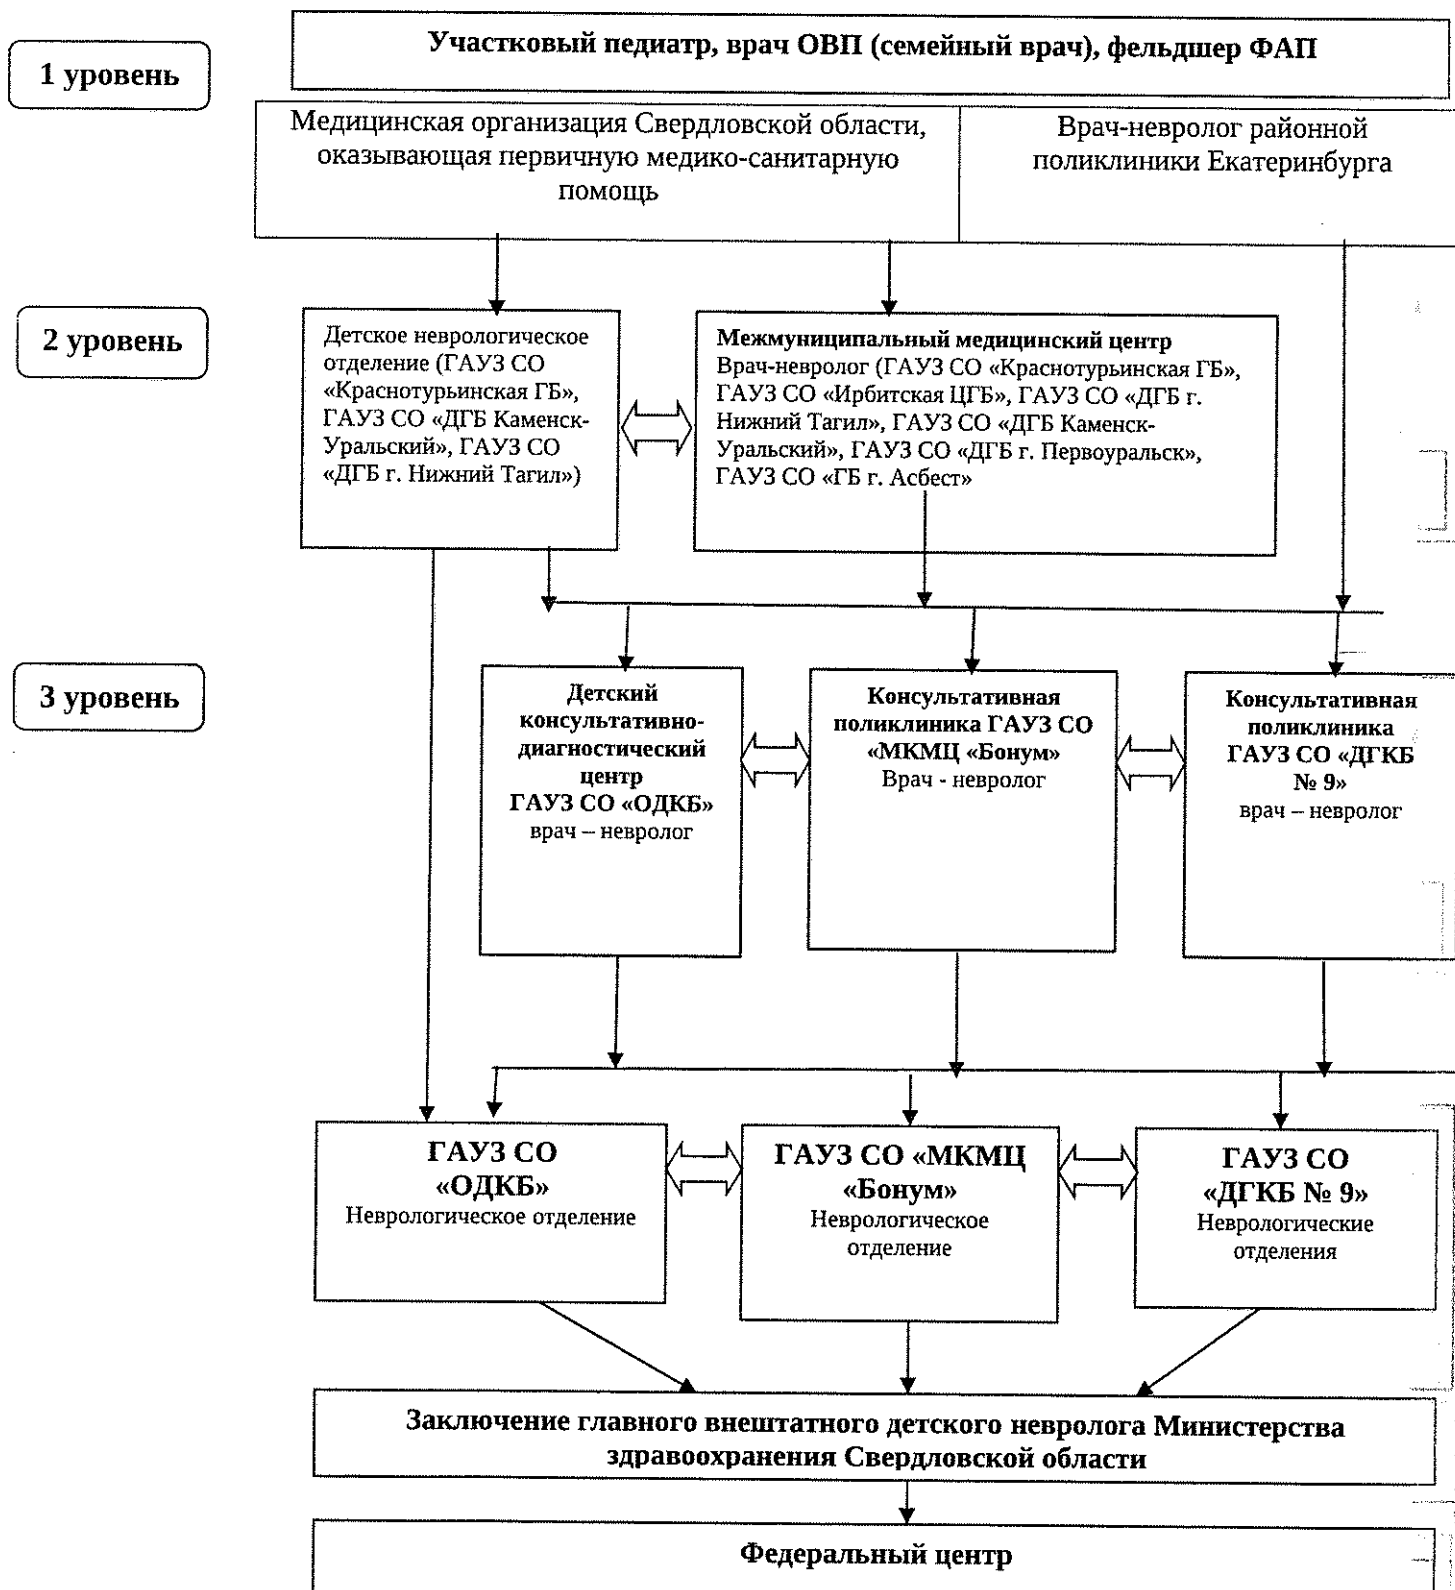 1 уровень
Участковый педиатр, врач ОВП (семейный врач), фельдшер ФАП
Медицинская организация Свердловской области,
оказывающая первичную медико-санитарную
помощь
Врач-невролог районной
поликлиники Екатеринбурга
2 уровень
Детское неврологическое
отделение (ГАУЗ СО
«Краснотурьинская ГБ»,
ГАУЗ СО «ДГБ Каменск-
Уральский», ГАУЗ СО
«ДГБ г. Нижний Тагил»)
Межмуниципальный медицинский центр
Врач-невролог (ГАУЗ СО «Краснотурьинская ГБ»,
ГАУЗ СО «Ирбитская ЦГБ», ГАУЗ СО «ДГБ г.
Нижний Тагил», ГАУЗ СО «ДГБ Каменск-
Уральский», ГАУЗ СО «ДГБ г. Первоуральск»,
ГАУЗ СО «ГБ г. Асбест»
3 уровень
Детский
консультативно-
диагностический
центр
ГАУЗ СО «ОДКБ»
врач – невролог
Консультативная
поликлиника ГАУЗ СО
«МКМЦ «Бонум»
Врач - невролог
Консультативная
поликлиника
ГАУЗ СО «ДГКБ
№ 9»
врач – невролог
ГАУЗ СО
«ОДКБ»
Неврологическое отделение
ГАУЗ СО «МКМЦ
«Бонум»
Неврологическое
отделение
ГАУЗ СО
«ДГКБ № 9»
Неврологические
отделения
Заключение главного внештатного детского невролога Министерства
здравоохранения Свердловской области
Федеральный центр